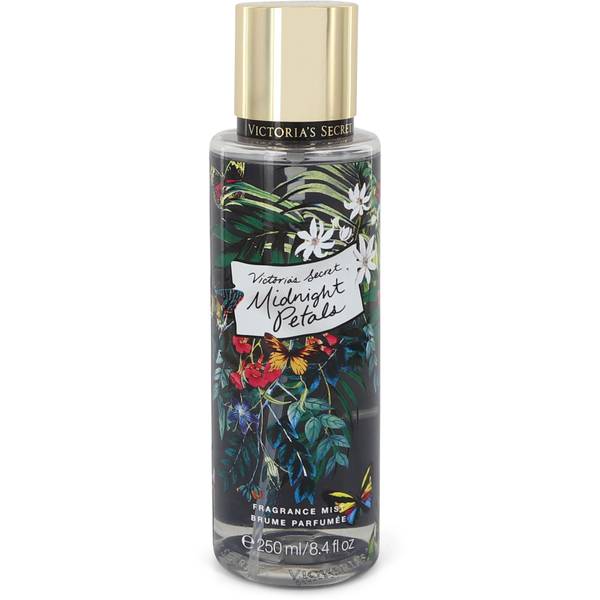 VICTORIA'S SECRET
Victoria's Secret
Midnight
Petals
FRAGRANCE MIST
BRUME PARFUMÉE
e 250 ml/8.4 fl oz